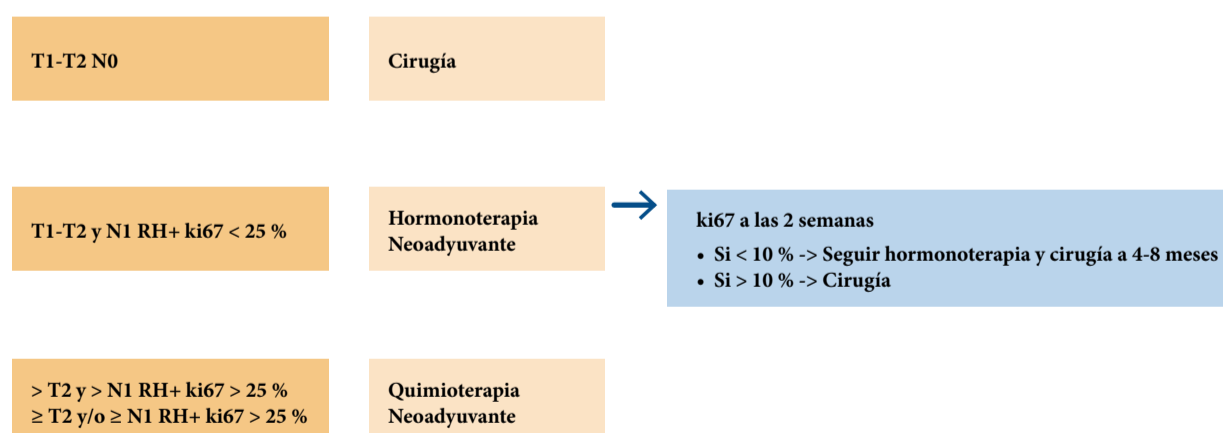 T1-T2 N0
Cirugía
T1-T2 y N1 RH+ ki67 < 25 %
Hormonoterapia
Neoadyuvante
ki67 a las 2 semanas
• Si < 10 % -> Seguir hormonoterapia y cirugía a 4-8 meses
• Si > 10 % -> Cirugía
> T2 y > N1 RH+ ki67 > 25 %
≥ T2 y/o ≥ N1 RH+ ki67 > 25 %
Quimioterapia
Neoadyuvante